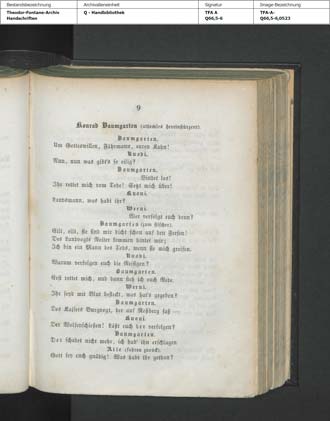 Bestandsbezeichnung
Theodor-Fontane-Archiv
Handschriften
Archivalieneinheit
Q - Handbibliothek
Signatur
TFA A
Q66,5-6
Image-Bezeichnung
TFA-A-
Q66,5-6,0523
9
Konrad Baumgarten (athemlos hereinstürzend).
Baumgarten.
Um Gotteswillen, Fährmann, euren Kahn!
Ruodi.
Nun, nun was gibt's so eilig?
Baumgarten.
Bindet los!
Ihr rettet mich vom Tode! Setzt mich über!
Kuoni.
Landsmann, was habt ihr?
Werni.
Wer verfolgt euch denn?
Baumgarten (zum Fischer).
Eilt, eilt, sie sind mir dicht schon an den Fersen!
Des Landvogts Reiter kommen hinter mir;
Ich bin ein Mann des Tods, wenn sie mich greifen.
Ruodi.
Warum verfolgen euch die Reisigen?
Baumgarten.
Erst rettet mich, und dann steh ich euch Rede.
Werni.
Ihr seyd mit Blut befleckt, was hat's gegeben?
Baumgarten.
Des Kaisers Burgvogt, der auf Roßberg saß —
Kuoni.
Der Wolfenschießen! Läßt euch der verfolgen?
Baumgarten.
Der schadet nicht mehr, ich hab' ihn erschlagen
Alle (fahren zurück).
Gott sey euch gnädig! Was habt ihr gethan?